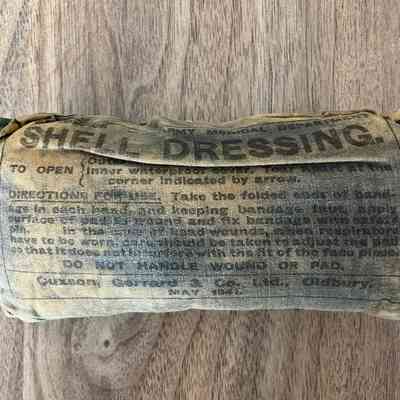 ARMY MEDICAL DEPARTMENT
SHELL DRESSING.
TO OPEN
inner waterproof cover. Tear apart at the
corner indicated by arrow.
DIRECTIONS FOR USE. Take the folded ends of band-
age in each hand, and keeping bandage taut, apply
surface of pad to wound and fix bandage
pin. In the case of head wounds, when respirators
have to be worn, care should be taken to adjust the pad
so that it does not interfere with the fit of the face piece.
DO NOT HANDLE WOUND OR PAD.
Cuxson, Gerrard & Co. Ltd., Oldbury.
MAY 1941.